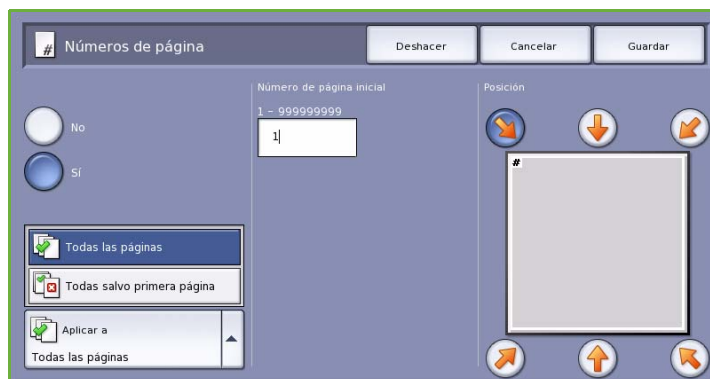 # Números de página
Deshacer
Cancelar
Guardar
No
Sí
Número de página inicial
1 - 999999999
1
Posición
#
Todas las páginas
Todas salvo primera página
Aplicar a
Todas las páginas